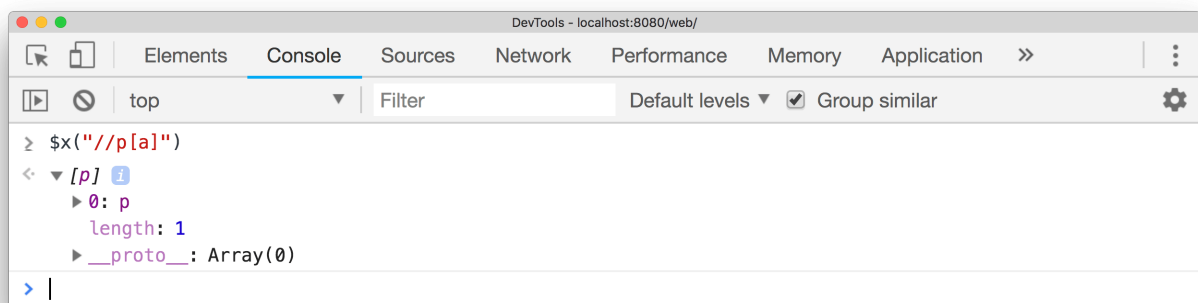 DevTools - localhost:8080/web/
Elements Console Sources Network Performance Memory Application »
top Filter Default levels Group similar
$x("//p[a]")
[p] i
0: p
length: 1
__proto__: Array(0)